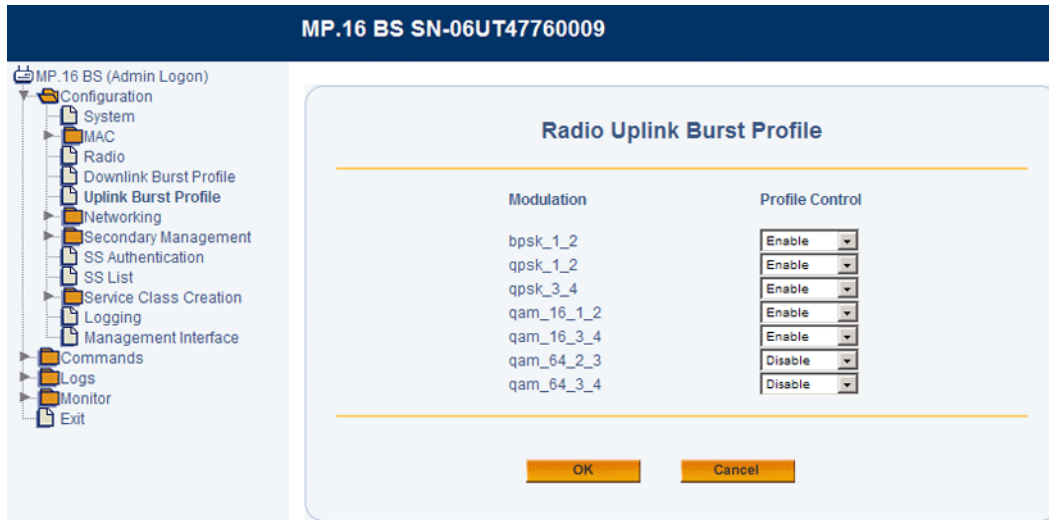 MP.16 BS SN-06UT47760009
MP.16 BS (Admin Logon)
Configuration
System
MAC
Radio
Downlink Burst Profile
Uplink Burst Profile
Networking
Secondary Management
SS Authentication
SS List
Service Class Creation
Logging
Management Interface
Commands
Logs
Monitor
Exit
Radio Uplink Burst Profile
Modulation Profile Control
bpsk_1_2 Enable
qpsk_1_2 Enable
qpsk_3_4 Enable
qam_16_1_2 Enable
qam_16_3_4 Enable
qam_64_2_3 Disable
qam_64_3_4 Disable
OK Cancel